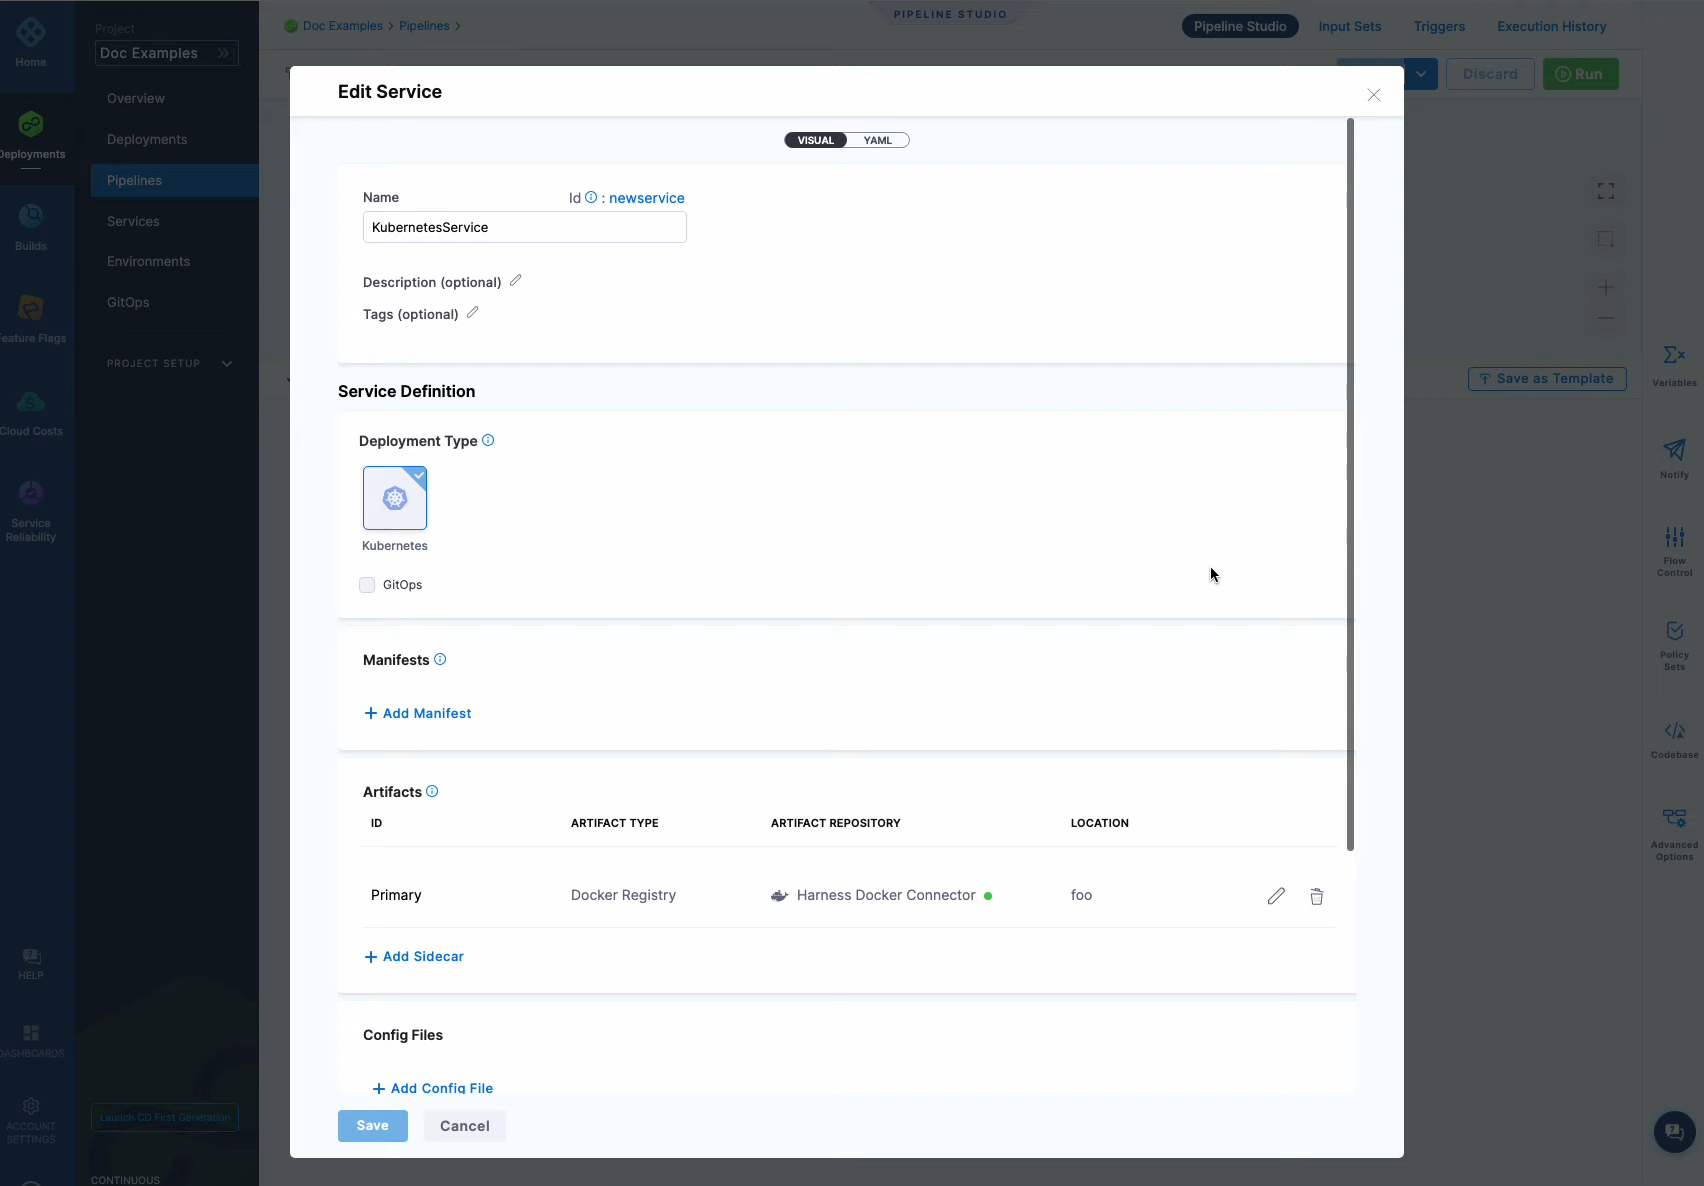 PIPELINE STUDIO
Home
Project
Doc Examples
Doc Examples > Pipelines >
Pipeline Studio
Input Sets
Triggers
Execution History
Discard
Run
Overview
Deployments
Pipelines
Services
Environments
GitOps
PROJECT SETUP
Deployments
Builds
Feature Flags
Cloud Costs
Service
Reliability
HELP
DASHBOARDS
ACCOUNT
SETTINGS
Launch CD First Generation
CONTINUOUS
Edit Service
VISUAL
YAML
Name
Id : newservice
KubernetesService
Description (optional)
Tags (optional)
Service Definition
Deployment Type
Kubernetes
GitOps
Manifests
+ Add Manifest
Artifacts
ID ARTIFACT TYPE ARTIFACT REPOSITORY LOCATION
Primary Docker Registry Harness Docker Connector foo
+ Add Sidecar
Config Files
+ Add Config File
Save
Cancel
Save as Template
Variables
Notify
Flow
Control
Policy
Sets
Codebase
Advanced
Options